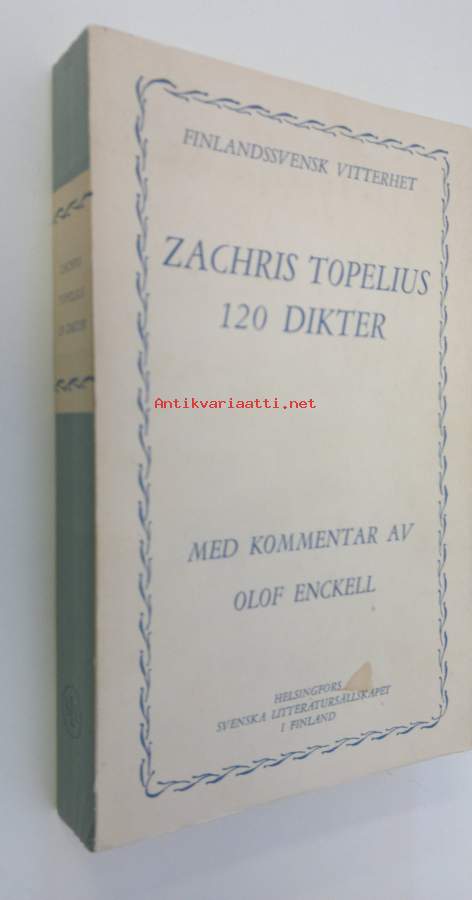 FINLANDSSVENSK VITTERHET
ZACHRIS TOPELIUS
120 DIKTER
Antikvariaatti.net
MED KOMMENTAR AV
OLOF ENCKELL
HELSINGFORS
SVENSKA LITTERATURSÄLLSKAPET
I FINLAND
ZACHRIS
TOPELIUS
120 DIKTER